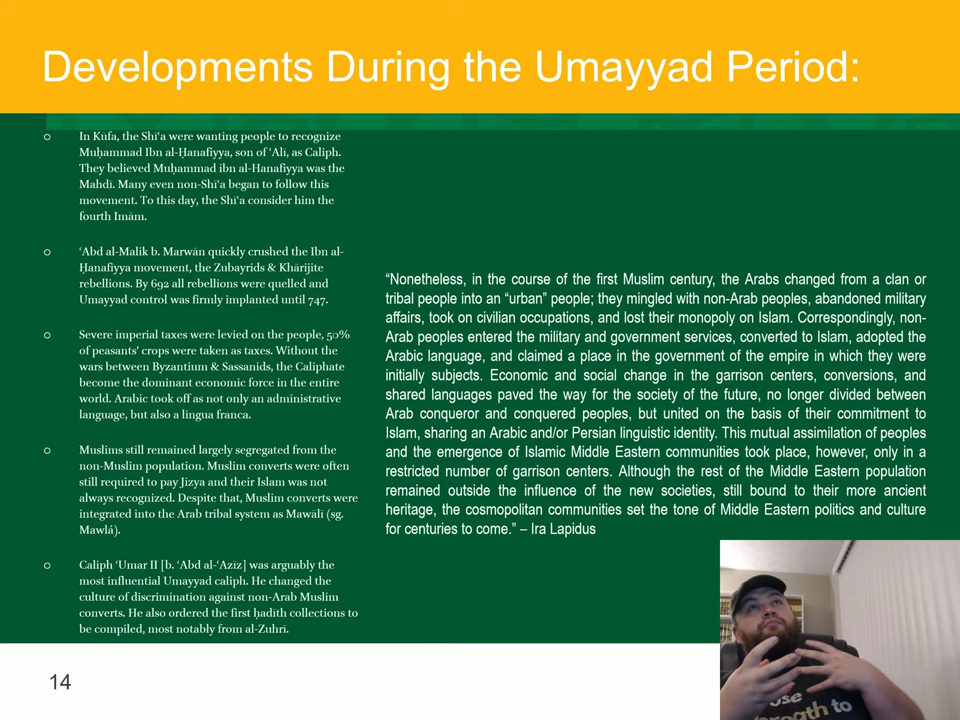 Developments During the Umayyad Period:
o In Kūfa, the Shīʿa were wanting people to recognize
Muḥammad Ibn al-Ḥanafiyya, son of ʿAlī, as Caliph.
They believed Muḥammad ibn al-Hanafiyya was the
Mahdī. Many even non-Shīʿa began to follow this
movement. To this day, the Shīʿa consider him the
fourth Imām.
o ʿAbd al-Malik b. Marwān quickly crushed the Ibn al-
Ḥanafiyya movement, the Zubayrids & Khārijite
rebellions. By 692 all rebellions were quelled and
Umayyad control was firmly implanted until 747.
o Severe imperial taxes were levied on the people, 50%
of peasants' crops were taken as taxes. Without the
wars between Byzantium & Sassanids, the Caliphate
become the dominant economic force in the entire
world. Arabic took off as not only an administrative
language, but also a lingua franca.
o Muslims still remained largely segregated from the
non-Muslim population. Muslim converts were often
still required to pay Jizya and their Islam was not
always recognized. Despite that, Muslim converts were
integrated into the Arab tribal system as Mawālī (sg.
Mawlá).
o Caliph ʿUmar II [b. ʿAbd al-ʿAzīz] was arguably the
most influential Umayyad caliph. He changed the
culture of discrimination against non-Arab Muslim
converts. He also ordered the first ḥadīth collections to
be compiled, most notably from al-Zuhrī.
“Nonetheless, in the course of the first Muslim century, the Arabs changed from a clan or
tribal people into an “urban” people; they mingled with non-Arab peoples, abandoned military
affairs, took on civilian occupations, and lost their monopoly on Islam. Correspondingly, non-
Arab peoples entered the military and government services, converted to Islam, adopted the
Arabic language, and claimed a place in the government of the empire in which they were
initially subjects. Economic and social change in the garrison centers, conversions, and
shared languages paved the way for the society of the future, no longer divided between
Arab conqueror and conquered peoples, but united on the basis of their commitment to
Islam, sharing an Arabic and/or Persian linguistic identity. This mutual assimilation of peoples
and the emergence of Islamic Middle Eastern communities took place, however, only in a
restricted number of garrison centers. Although the rest of the Middle Eastern population
remained outside the influence of the new societies, still bound to their more ancient
heritage, the cosmopolitan communities set the tone of Middle Eastern politics and culture
for centuries to come.” – Ira Lapidus
14
to